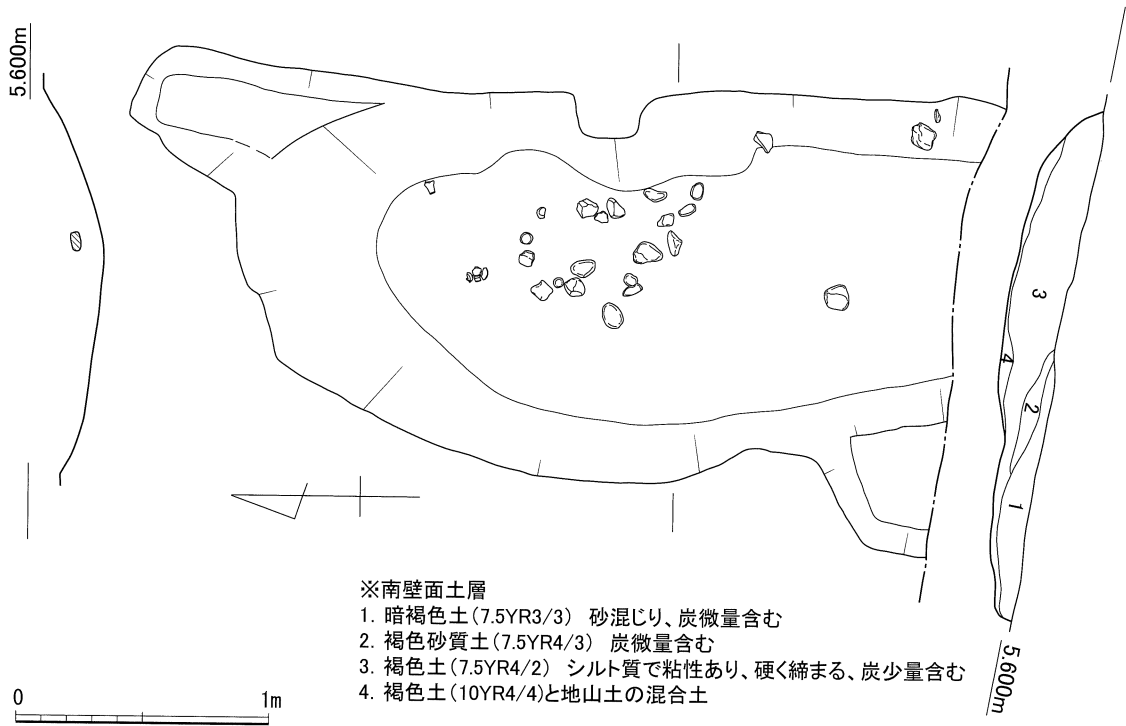 5.600m
3
4
2
1
※南壁面土層
1. 暗褐色土(7.5YR3/3) 砂混じり、炭微量含む
2. 褐色砂質土(7.5YR4/3) 炭微量含む
3. 褐色土(7.5YR4/2) シルト質で粘性あり、硬く締まる、炭少量含む
4. 褐色土(10YR4/4)と地山土の混合土
5.600m
0 1m